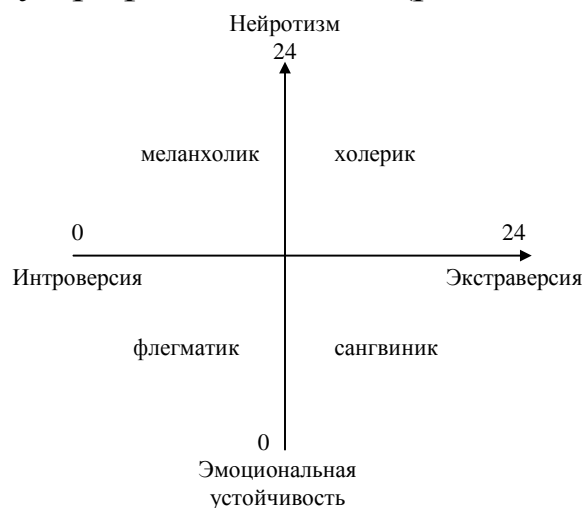 Нейротизм
24
меланхолик холерик
0 24
Интроверсия Экстраверсия
флегматик сангвиник
0
Эмоциональная
устойчивость